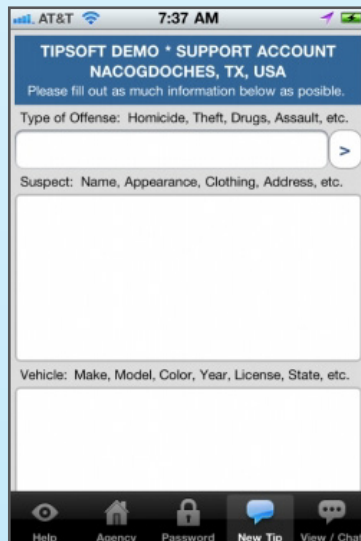 AT&T 7:37 AM
TIPSOFT DEMO * SUPPORT ACCOUNT
NACOGDOCHES, TX, USA
Please fill out as much information below as posible.
Type of Offense: Homicide, Theft, Drugs, Assault, etc.
>
Suspect: Name, Appearance, Clothing, Address, etc.
Vehicle: Make, Model, Color, Year, License, State, etc.
Help Agency Password New Tip View / Chat